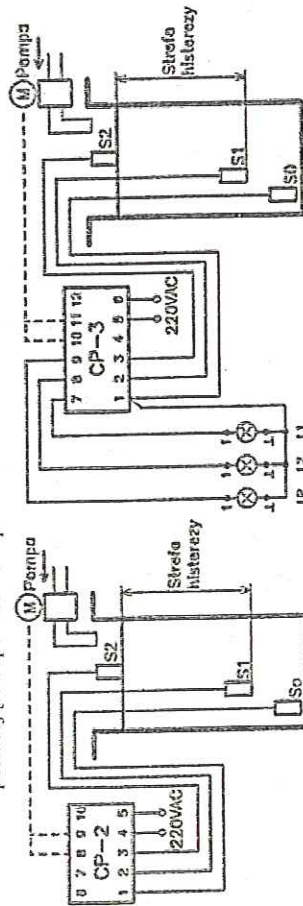 M Pompa
6 7 8 9 10
CP-2
1 2 3 4 5
220VAC
S2
S1
So
Strefa
histerezy
M Pompa
7 8 9 10 11 12
CP-3
1 2 3 4 5 6
220VAC
S2
S1
S0
Strefa
histerezy